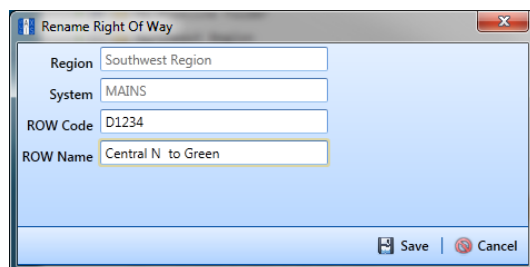 Rename Right Of Way
Region Southwest Region
System MAINS
ROW Code D1234
ROW Name Central N  to Green
Save | Cancel